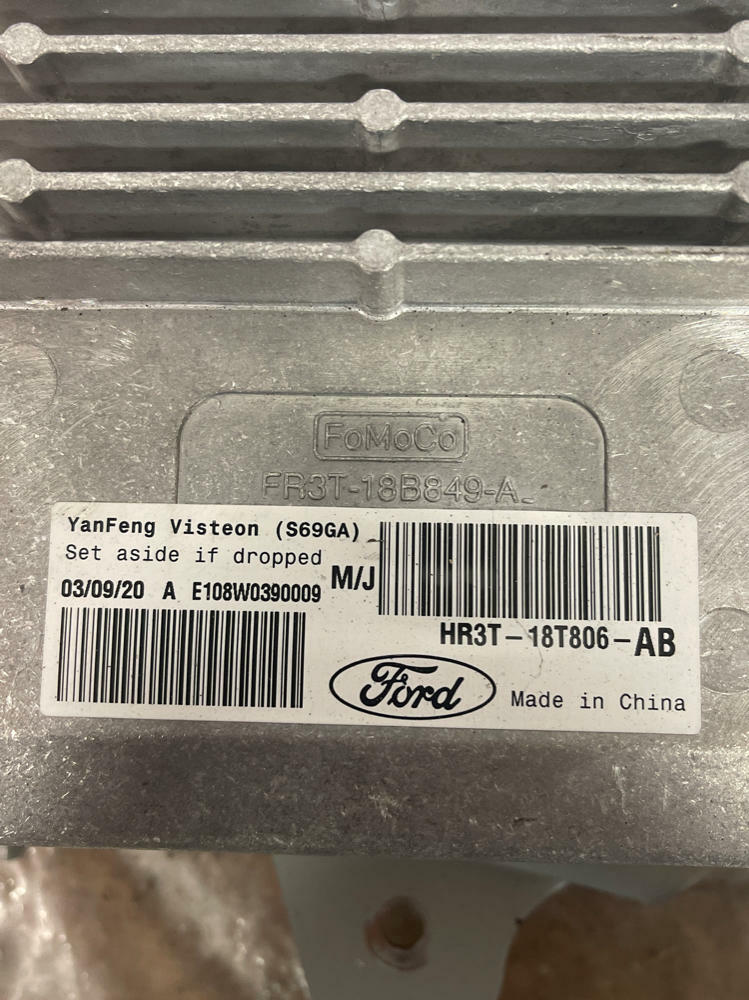 FoMoCo
FR3T-18B849-A
YanFeng Visteon (S69GA)
Set aside if dropped
03/09/20 A E108W0390009
M/J
HR3T-18T806-AB
Ford
Made in China